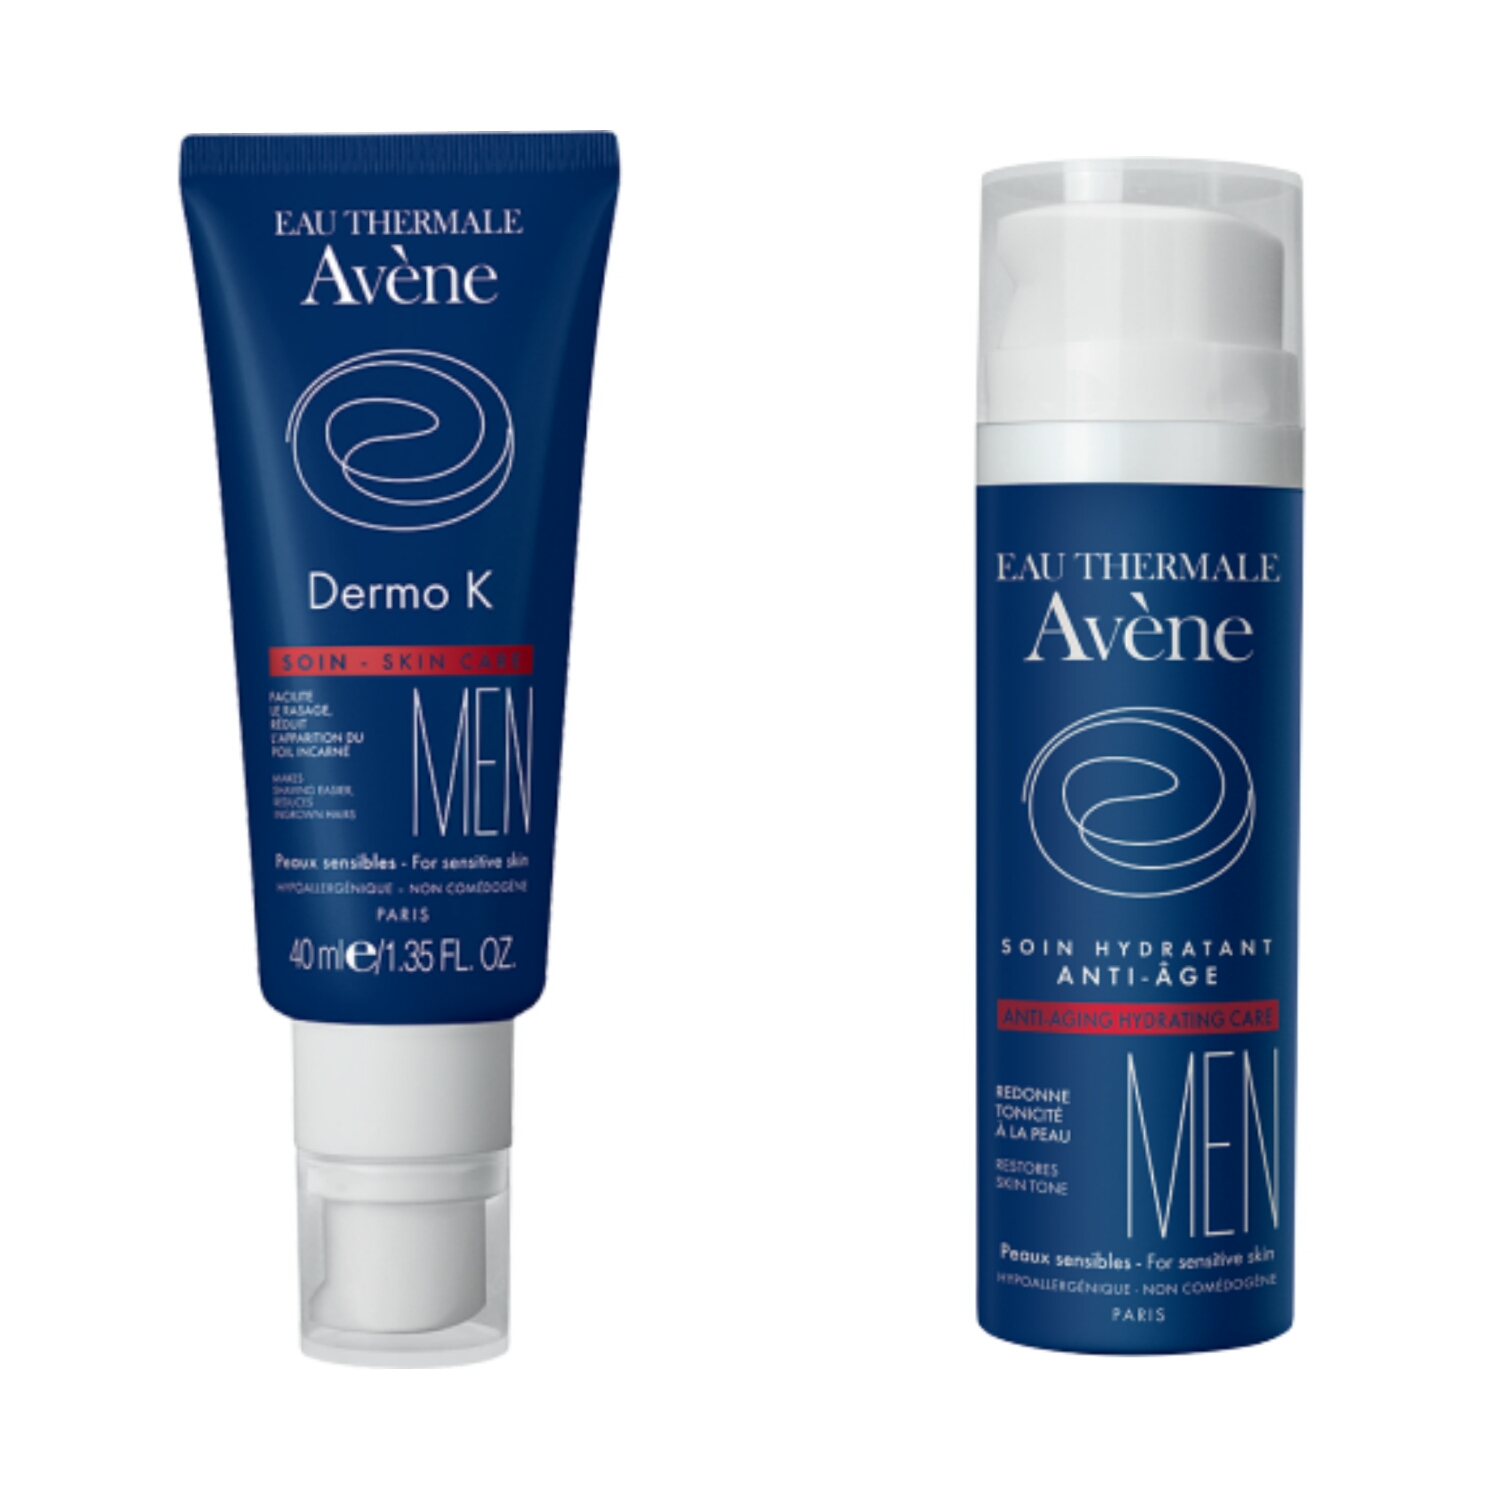 EAU THERMALE
Avène
Dermo K
SOIN - SKIN CARE
FACILITE
LE RASAGE,
RÉDUIT
L'APPARITION DU
POIL INCARNÉ
MAKES
SHAVING EASIER,
REDUCES
INGROWN HAIRS
MEN
Peaux sensibles - For sensitive skin
HYPOALLERGÉNIQUE - NON COMÉDOGÈNE
PARIS
40 ml e/1.35 FL. OZ.
EAU THERMALE
Avène
SOIN HYDRATANT
ANTI-ÂGE
ANTI-AGING HYDRATING CARE
REDONNE
TONICITÉ
À LA PEAU
RESTORES
SKIN TONE
MEN
Peaux sensibles - For sensitive skin
HYPOALLERGÉNIQUE - NON COMÉDOGÈNE
PARIS